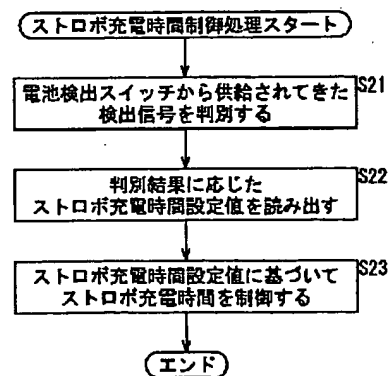 ストロボ充電時間制御処理スタート
S21
電池検出スイッチから供給されてきた
検出信号を判別する
S22
判別結果に応じた
ストロボ充電時間設定値を読み出す
S23
ストロボ充電時間設定値に基づいて
ストロボ充電時間を制御する
エンド